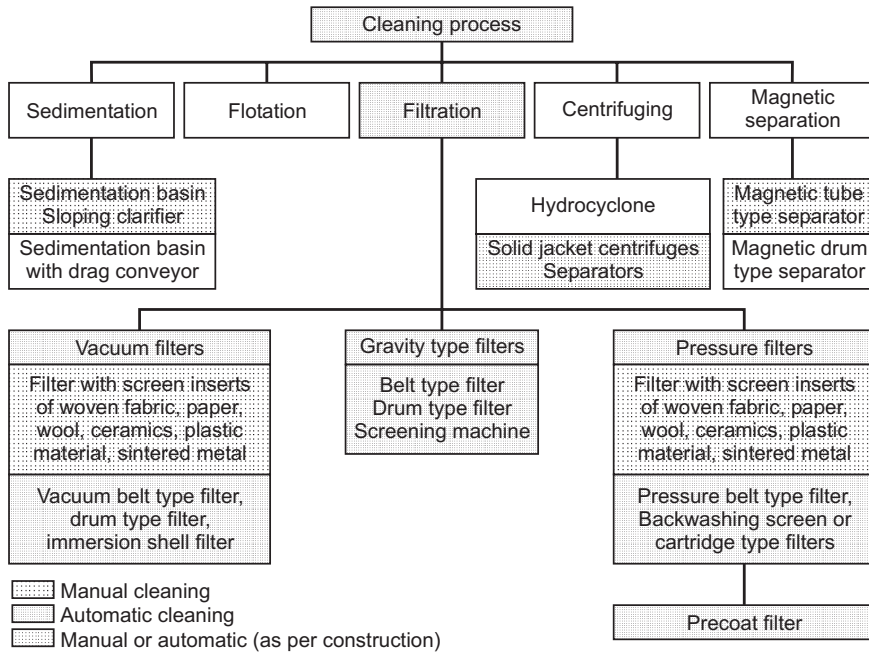 Cleaning process
Sedimentation
Flotation
Filtration
Centrifuging
Magnetic
separation
Sedimentation basin
Sloping clarifier
Sedimentation basin
with drag conveyor
Hydrocyclone
Solid jacket centrifuges
Separators
Magnetic tube
type separator
Magnetic drum
type separator
Vacuum filters
Filter with screen inserts
of woven fabric, paper,
wool, ceramics, plastic
material, sintered metal
Vacuum belt type filter,
drum type filter,
immersion shell filter
Gravity type filters
Belt type filter
Drum type filter
Screening machine
Pressure filters
Filter with screen inserts
of woven fabric, paper,
wool, ceramics, plastic
material, sintered metal
Pressure belt type filter,
Backwashing screen or
cartridge type filters
Precoat filter
Manual cleaning
Automatic cleaning
Manual or automatic (as per construction)